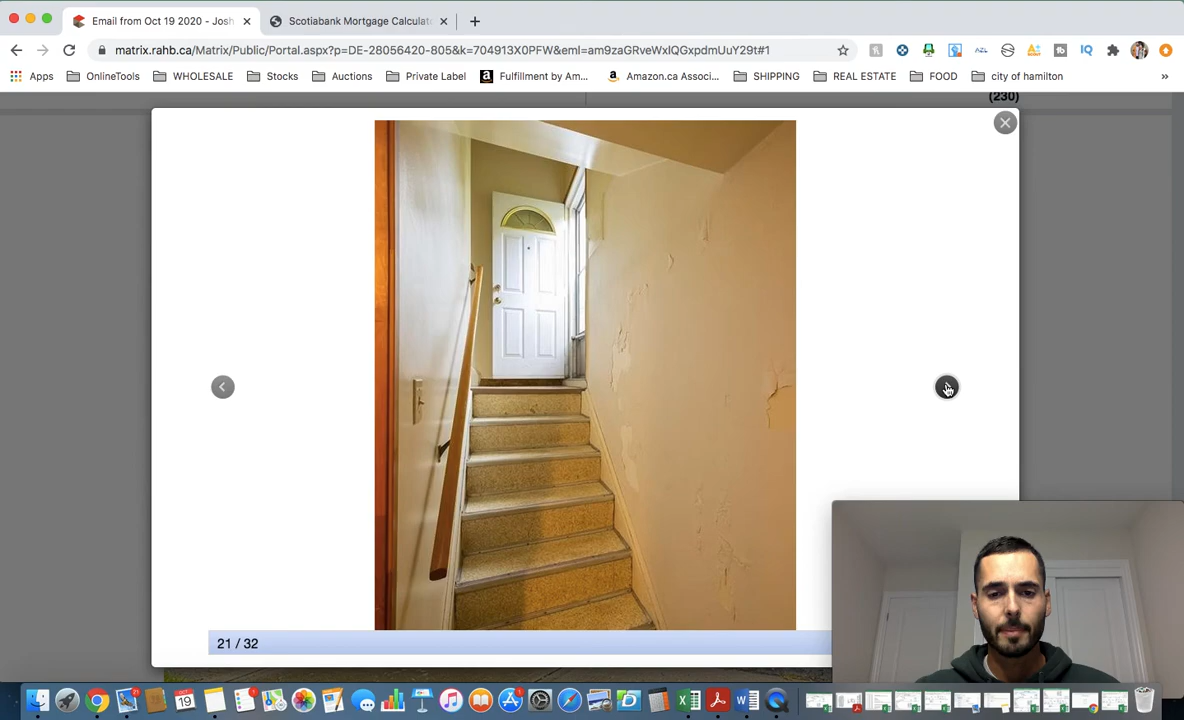 Email from Oct 19 2020 - Josh
Scotiabank Mortgage Calculat
matrix.rahb.ca/Matrix/Public/Portal.aspx?p=DE-28056420-805&k=704913X0PFW&eml=am9zaGRveWxlQGxpdmUuY29t#1
Apps OnlineTools WHOLESALE Stocks Auctions Private Label Fulfillment by Am... Amazon.ca Associ... SHIPPING REAL ESTATE FOOD city of hamilton »
(230)
21 / 32
OCT
19